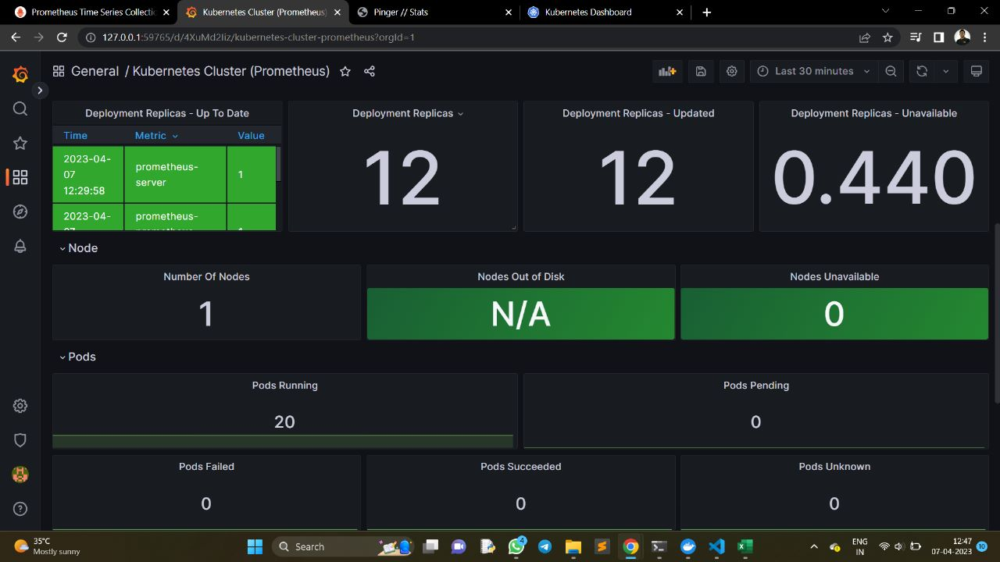 Prometheus Time Series Collectio
Kubernetes Cluster (Prometheus)
Pinger // Stats
Kubernetes Dashboard
127.0.0.1:59765/d/4XuMd2Iiz/kubernetes-cluster-prometheus?orgId=1
General / Kubernetes Cluster (Prometheus)
Last 30 minutes
Deployment Replicas - Up To Date
Time Metric Value
2023-04-07 12:29:58
prometheus-server
1
2023-04-
prometheus-
Deployment Replicas
12
Deployment Replicas - Updated
12
Deployment Replicas - Unavailable
0.440
Node
Number Of Nodes
1
Nodes Out of Disk
N/A
Nodes Unavailable
0
Pods
Pods Running
20
Pods Pending
0
Pods Failed
0
Pods Succeeded
0
Pods Unknown
0
35°C
Mostly sunny
Search
4
ENG
IN
12:47
07-04-2023
10